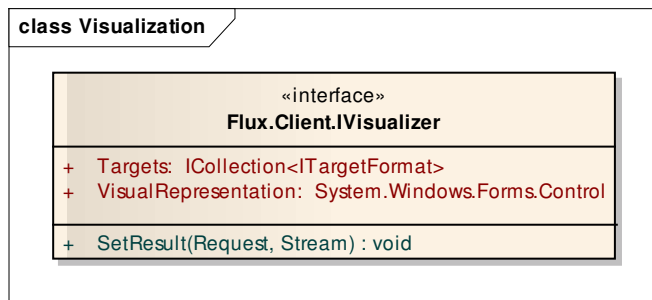 class Visualization
«interface»
Flux.Client.IVisualizer
+ Targets: ICollection<ITargetFormat>
+ VisualRepresentation: System.Windows.Forms.Control
+ SetResult(Request, Stream) : void